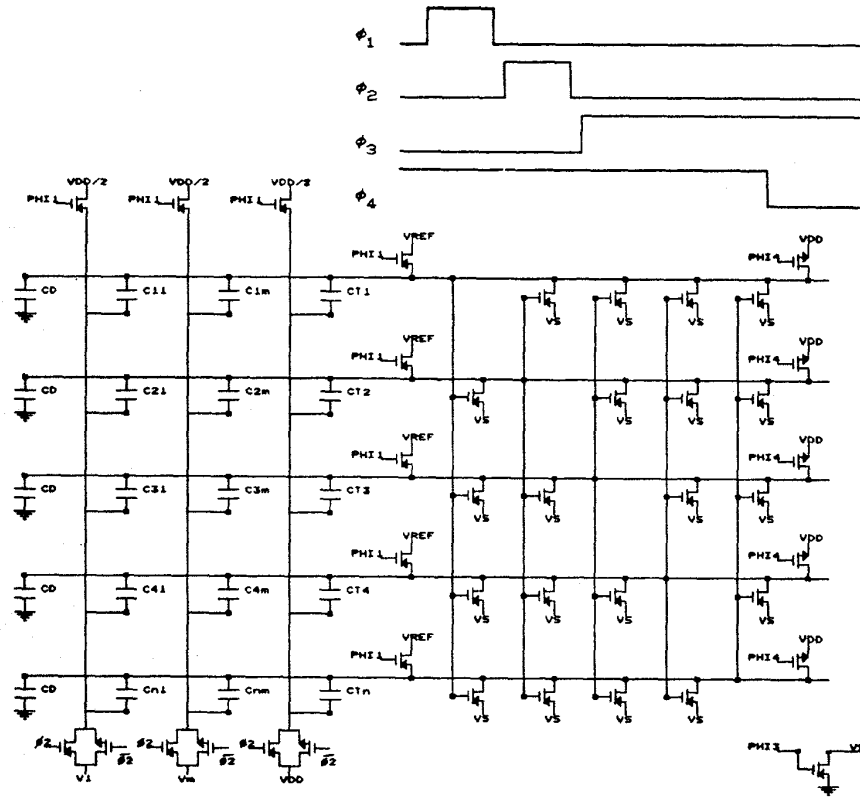 ϕ1
ϕ2
ϕ3
ϕ4
VDD/2 VDD/2 VDD/2
PHI1 PHI1 PHI1
VREF VDD
PHI1 PHI4
CD C11 C1m CT1
VS VS VS VS
VREF VDD
PHI1 PHI4
CD C21 C2m CT2
VS VS VS VS
VREF VDD
PHI1 PHI4
CD C31 C3m CT3
VS VS VS VS
VREF VDD
PHI1 PHI4
CD C41 C4m CT4
VS VS VS VS
VREF VDD
PHI1 PHI4
CD Cn1 Cnm CTn
VS VS VS VS
ϕ2 ϕ2̅ ϕ2 ϕ2̅ ϕ2 ϕ2̅
V1 Vm VDD
PHI3